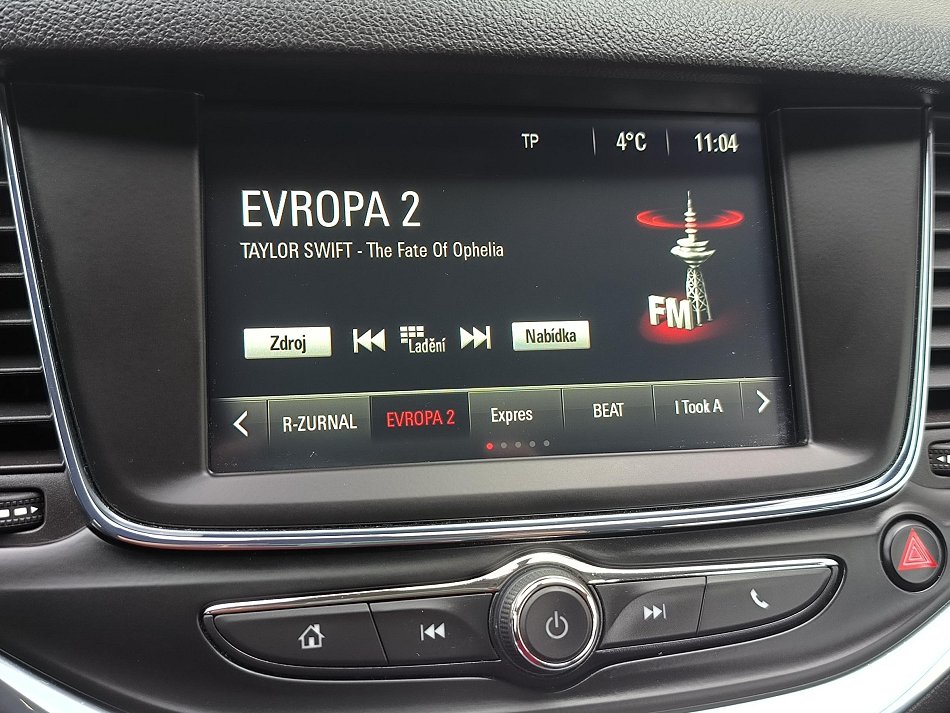 TP 4°C 11:04
EVROPA 2
TAYLOR SWIFT - The Fate Of Ophelia
FM
Zdroj Ladění Nabídka
R-ZURNAL EVROPA 2 Expres BEAT I Took A